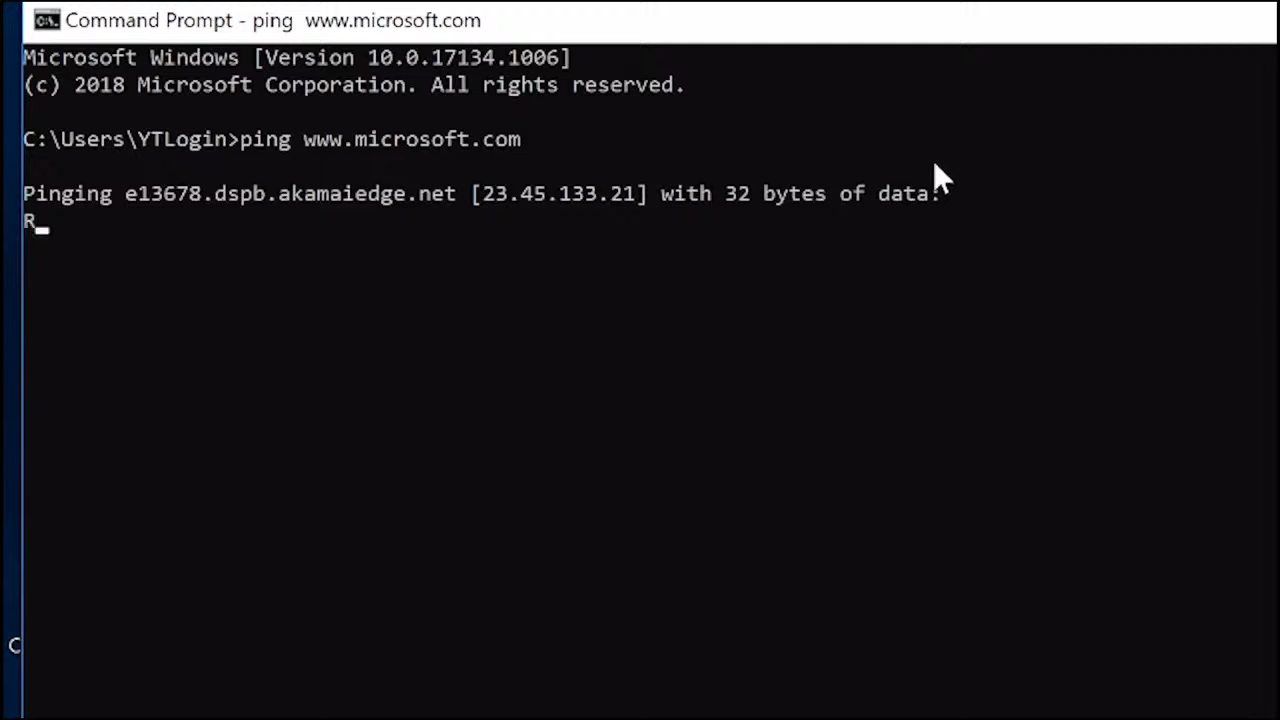 Command Prompt - ping  www.microsoft.com
Microsoft Windows [Version 10.0.17134.1006]
(c) 2018 Microsoft Corporation. All rights reserved.
C:\Users\YTLogin>ping www.microsoft.com
Pinging e13678.dspb.akamaiedge.net [23.45.133.21] with 32 bytes of data:
R
C